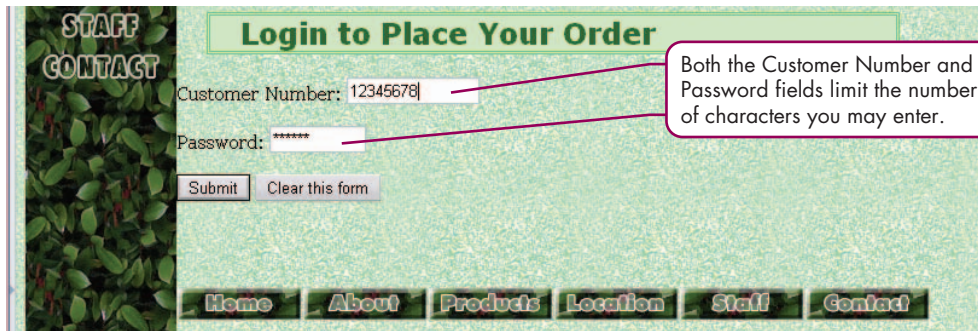 STAFF
CONTACT
Login to Place Your Order
Customer Number: 12345678
Both the Customer Number and
Password fields limit the number
of characters you may enter.
Password: ******
Submit Clear this form
Home About Products Location Staff Contact